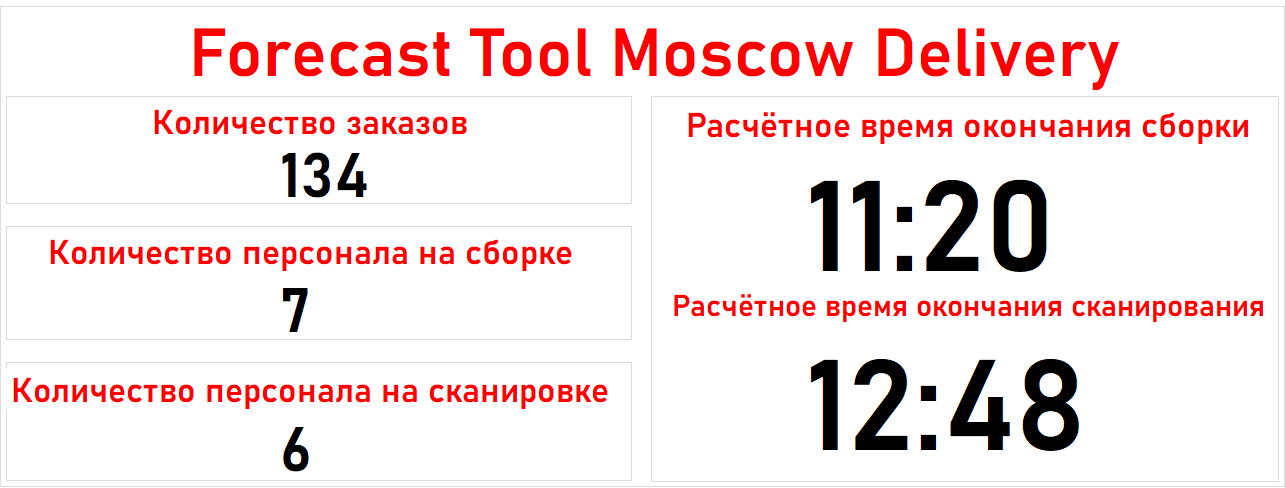 Forecast Tool Moscow Delivery
Количество заказов
134
Количество персонала на сборке
7
Количество персонала на сканировке
6
Расчётное время окончания сборки
11:20
Расчётное время окончания сканирования
12:48